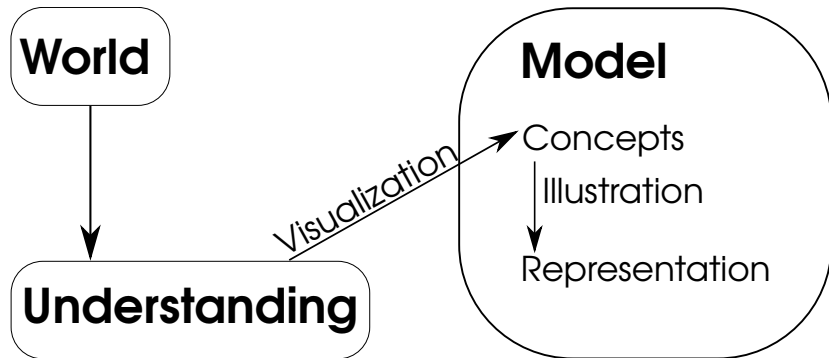 World
Model
Concepts
Visualization
Illustration
Representation
Understanding